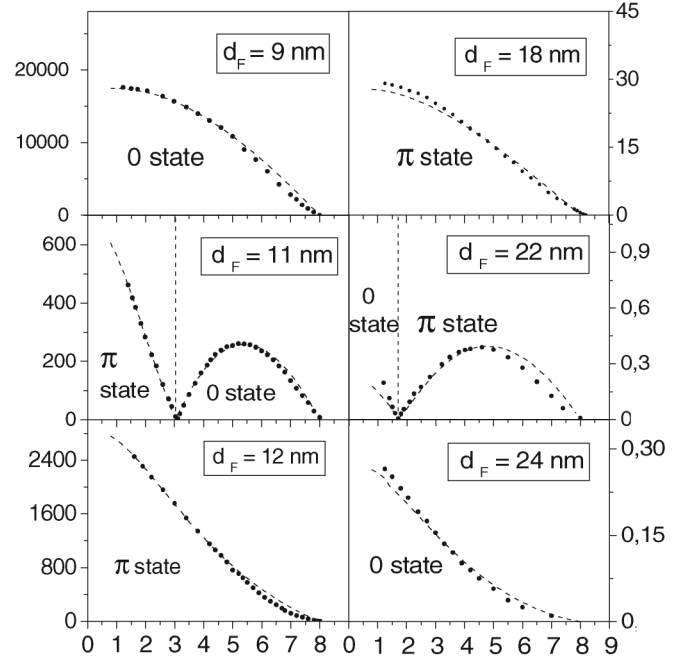 45
d_F = 9 nm
d_F = 18 nm
20000
30
10000
0 state
π state
15
0
0
600
d_F = 11 nm
d_F = 22 nm
0,9
400
0
state
π state
0,6
200
π
state
0 state
0,3
0
0
2400
d_F = 12 nm
d_F = 24 nm
0,30
1600
0,15
800
π state
0 state
0
0
0 1 2 3 4 5 6 7 8 0 1 2 3 4 5 6 7 8 9